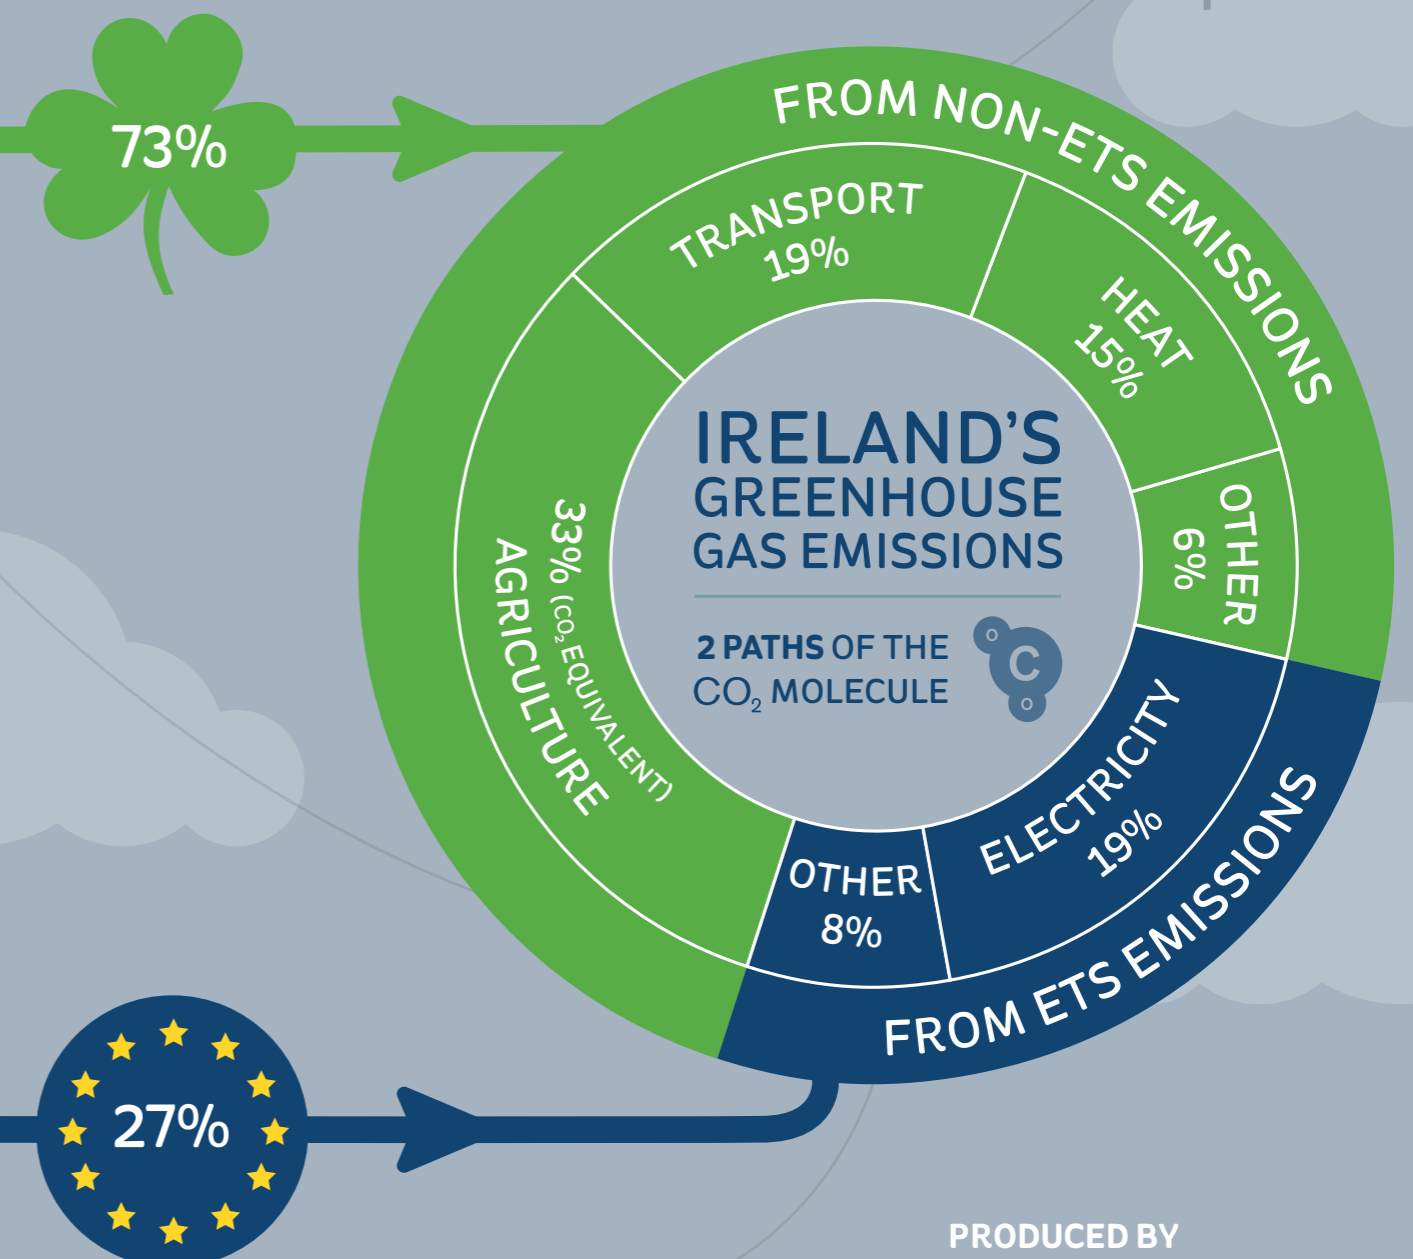 73%
FROM NON-ETS EMISSIONS
TRANSPORT
19%
HEAT
15%
OTHER
6%
33% (CO₂ EQUIVALENT)
AGRICULTURE
IRELAND'S
GREENHOUSE
GAS EMISSIONS
2 PATHS OF THE
CO₂ MOLECULE
O
C
O
ELECTRICITY
19%
OTHER
8%
FROM ETS EMISSIONS
27%
PRODUCED BY